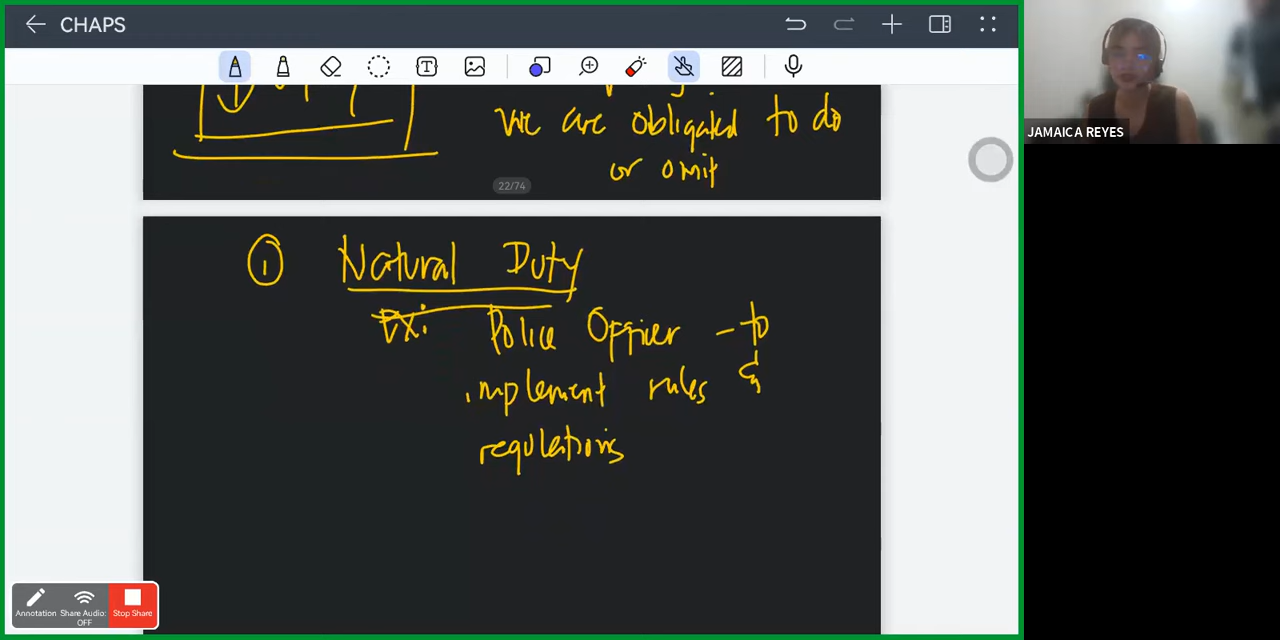 CHAPS
JAMAICA REYES
Duty
we are obligated to do
or omit
22/74
1 Natural Duty
Ex: Police Officer - to
implement rules &
regulations
Annotation
Share Audio: OFF
Stop Share